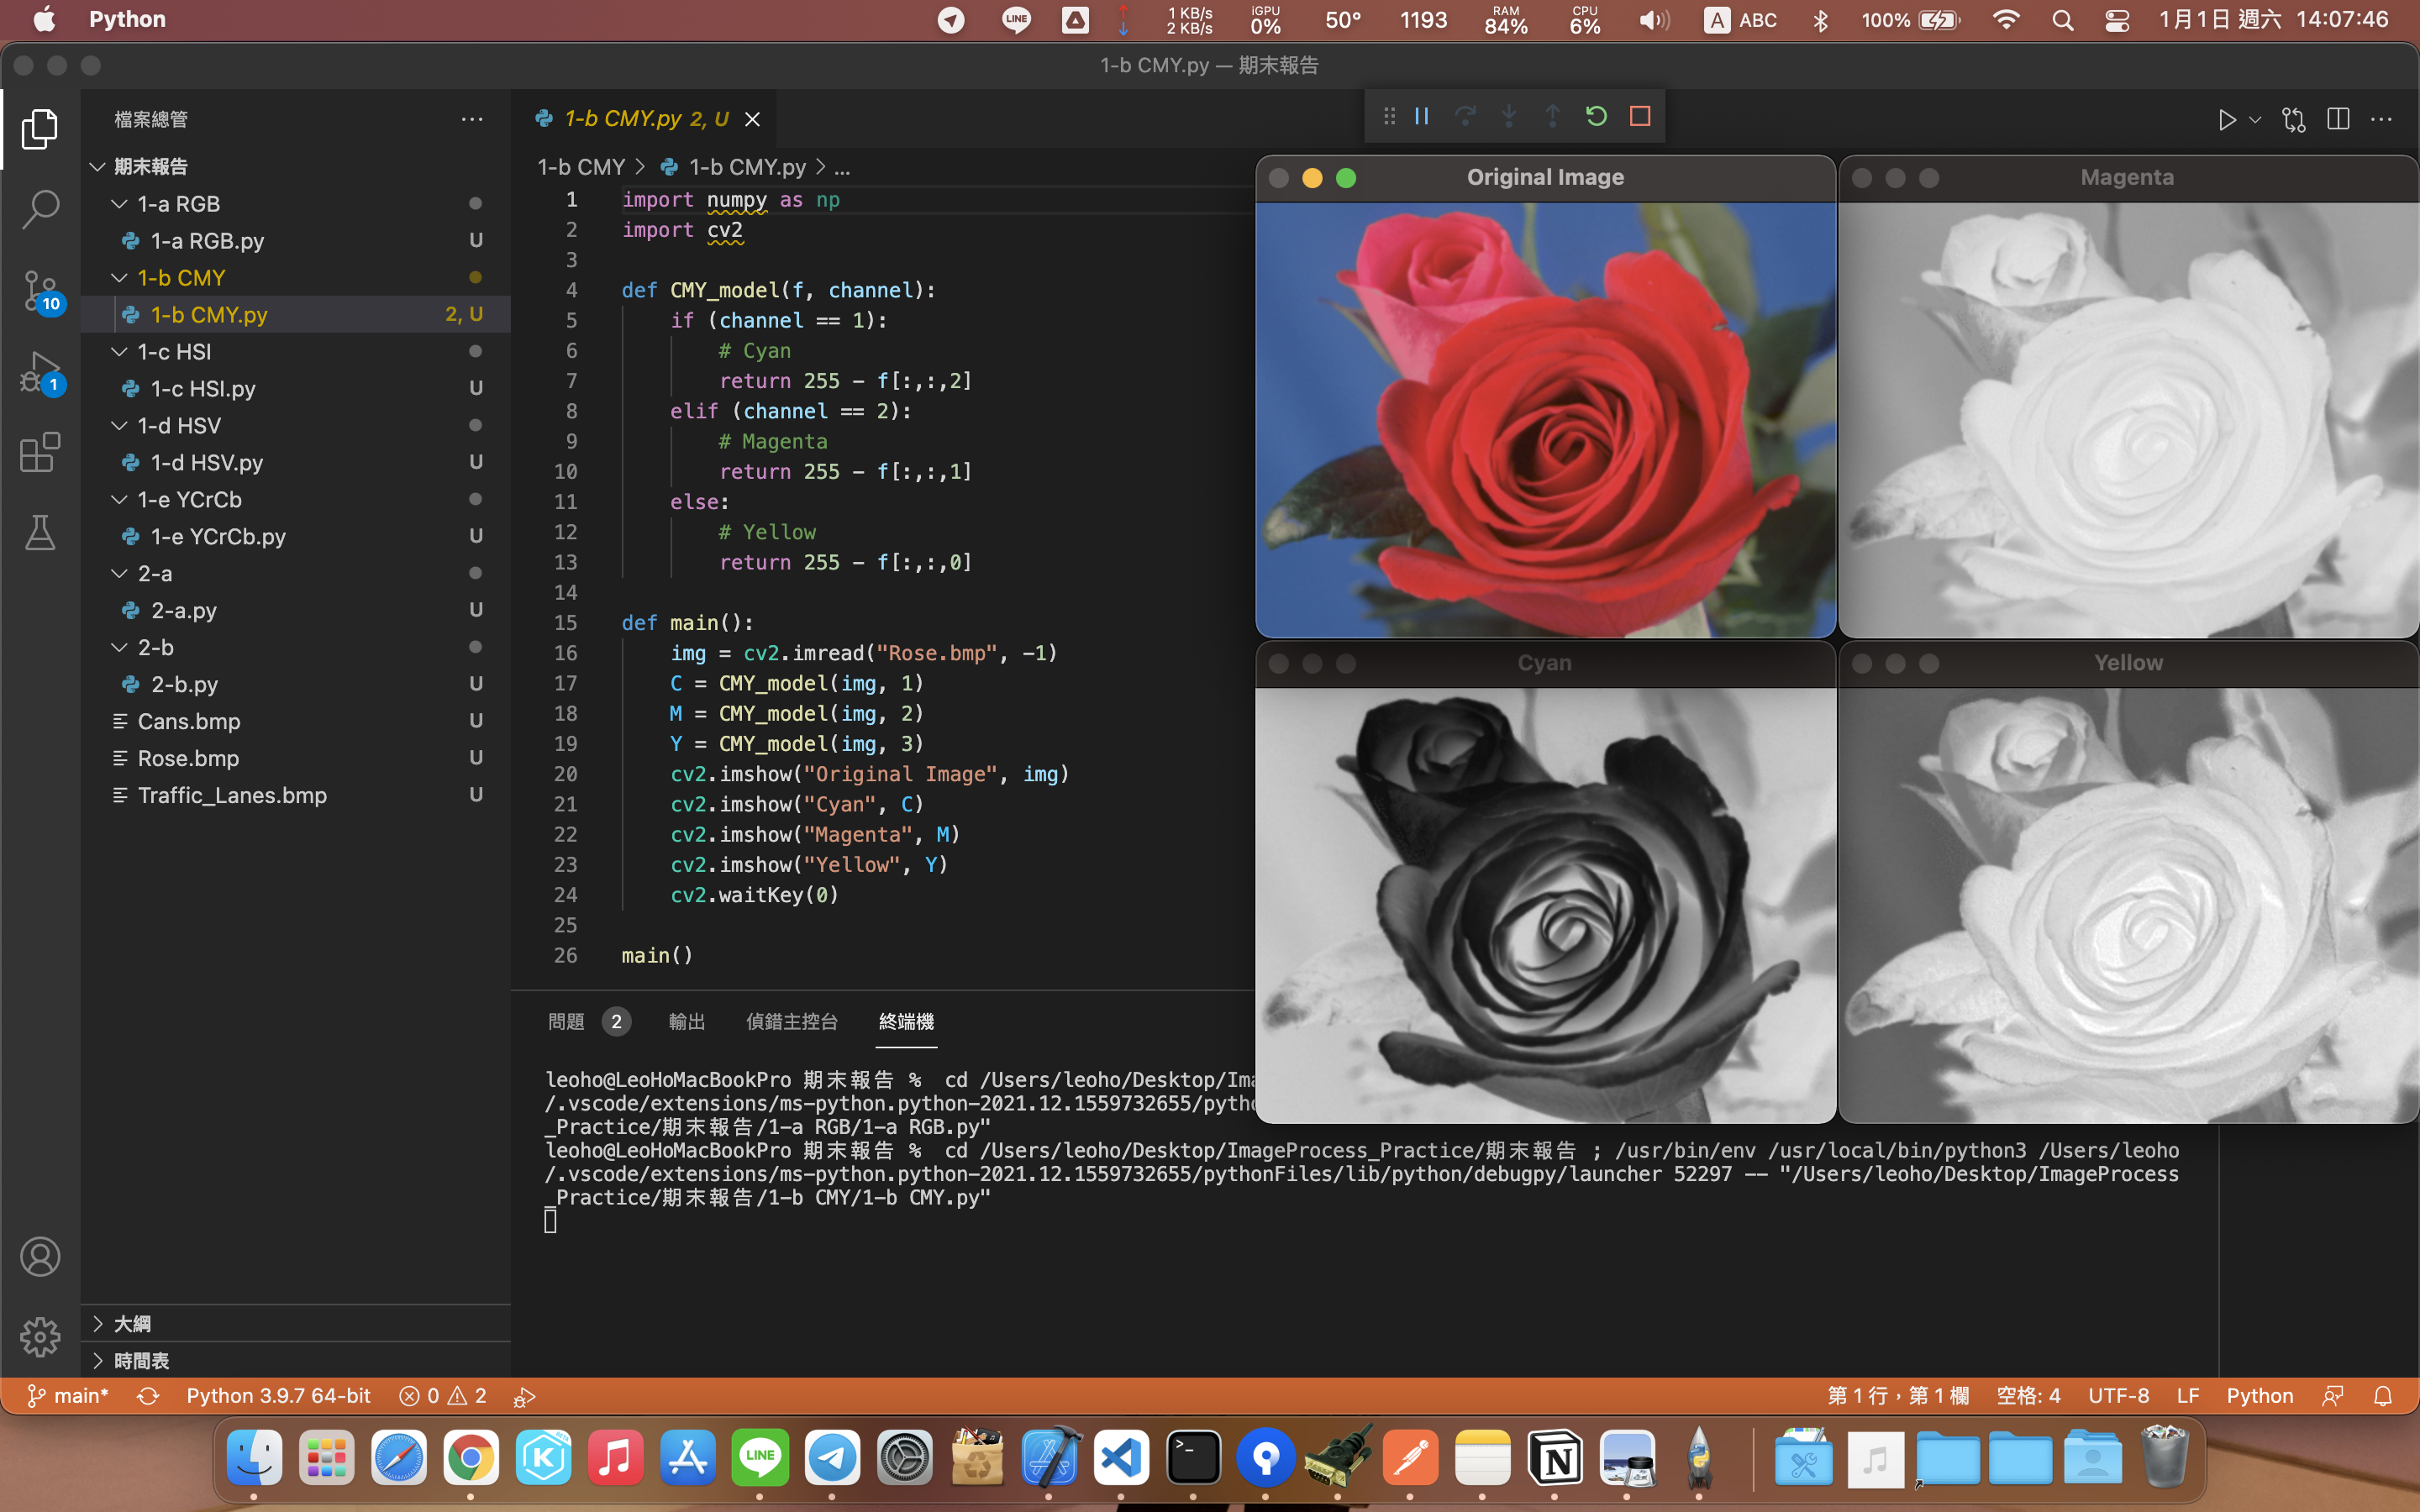 Python
LINE
1 KB/s
2 KB/s
iGPU
0%
50°
1193
RAM
84%
CPU
6%
A ABC
100%
1月1日 週六 14:07:46
1-b CMY.py — 期末報告
檔案總管
期末報告
1-a RGB
1-a RGB.py U
1-b CMY
1-b CMY.py 2, U
1-c HSI
1-c HSI.py U
1-d HSV
1-d HSV.py U
1-e YCrCb
1-e YCrCb.py U
2-a
2-a.py U
2-b
2-b.py U
Cans.bmp U
Rose.bmp U
Traffic_Lanes.bmp U
10
1
大綱
時間表
1-b CMY.py 2, U
1-b CMY > 1-b CMY.py > ...
1 import numpy as np
2 import cv2
3
4 def CMY_model(f, channel):
5 if (channel == 1):
6 # Cyan
7 return 255 - f[:,:,2]
8 elif (channel == 2):
9 # Magenta
10 return 255 - f[:,:,1]
11 else:
12 # Yellow
13 return 255 - f[:,:,0]
14
15 def main():
16 img = cv2.imread("Rose.bmp", -1)
17 C = CMY_model(img, 1)
18 M = CMY_model(img, 2)
19 Y = CMY_model(img, 3)
20 cv2.imshow("Original Image", img)
21 cv2.imshow("Cyan", C)
22 cv2.imshow("Magenta", M)
23 cv2.imshow("Yellow", Y)
24 cv2.waitKey(0)
25
26 main()
Original Image
Magenta
Cyan
Yellow
問題 2 輸出 偵錯主控台 終端機
leoho@LeoHoMacBookPro 期末報告 % cd /Users/leoho/Desktop/Ima
/.vscode/extensions/ms-python.python-2021.12.1559732655/pytho
_Practice/期末報告/1-a RGB/1-a RGB.py"
leoho@LeoHoMacBookPro 期末報告 % cd /Users/leoho/Desktop/ImageProcess_Practice/期末報告 ; /usr/bin/env /usr/local/bin/python3 /Users/leoho
/.vscode/extensions/ms-python.python-2021.12.1559732655/pythonFiles/lib/python/debugpy/launcher 52297 -- "/Users/leoho/Desktop/ImageProcess
_Practice/期末報告/1-b CMY/1-b CMY.py"
main* Python 3.9.7 64-bit 0 2
第 1 行，第 1 欄 空格: 4 UTF-8 LF Python
LINE